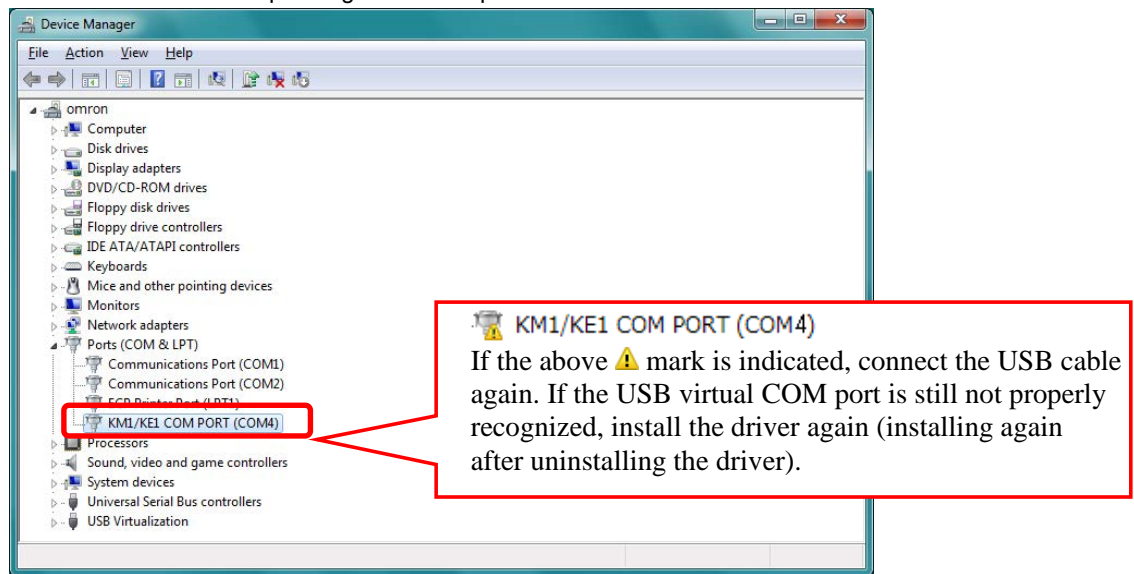 Device Manager
File Action View Help
omron
Computer
Disk drives
Display adapters
DVD/CD-ROM drives
Floppy disk drives
Floppy drive controllers
IDE ATA/ATAPI controllers
Keyboards
Mice and other pointing devices
Monitors
Network adapters
Ports (COM & LPT)
Communications Port (COM1)
Communications Port (COM2)
ECP Printer Port (LPT1)
KM1/KE1 COM PORT (COM4)
Processors
Sound, video and game controllers
System devices
Universal Serial Bus controllers
USB Virtualization
KM1/KE1 COM PORT (COM4)
If the above mark is indicated, connect the USB cable
again. If the USB virtual COM port is still not properly
recognized, install the driver again (installing again
after uninstalling the driver).